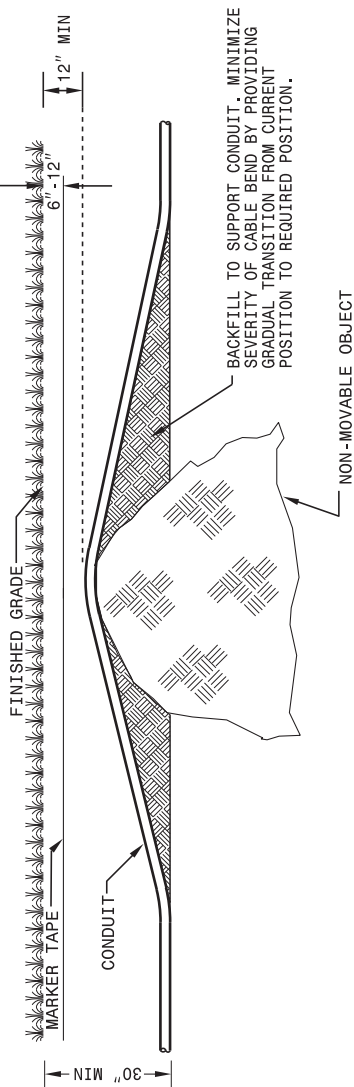 12" MIN
6"-12"
FINISHED GRADE
MARKER TAPE
CONDUIT
30" MIN
BACKFILL TO SUPPORT CONDUIT. MINIMIZE
SEVERITY OF CABLE BEND BY PROVIDING
GRADUAL TRANSITION FROM CURRENT
POSITION TO REQUIRED POSITION.
NON-MOVABLE OBJECT